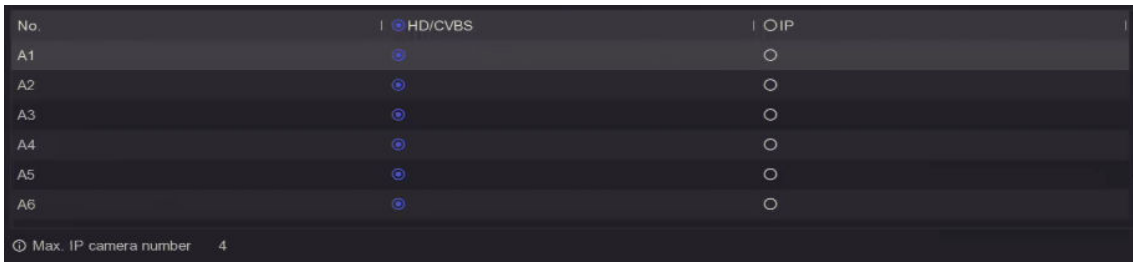 No. HD/CVBS IP
A1
A2
A3
A4
A5
A6
Max. IP camera number 4